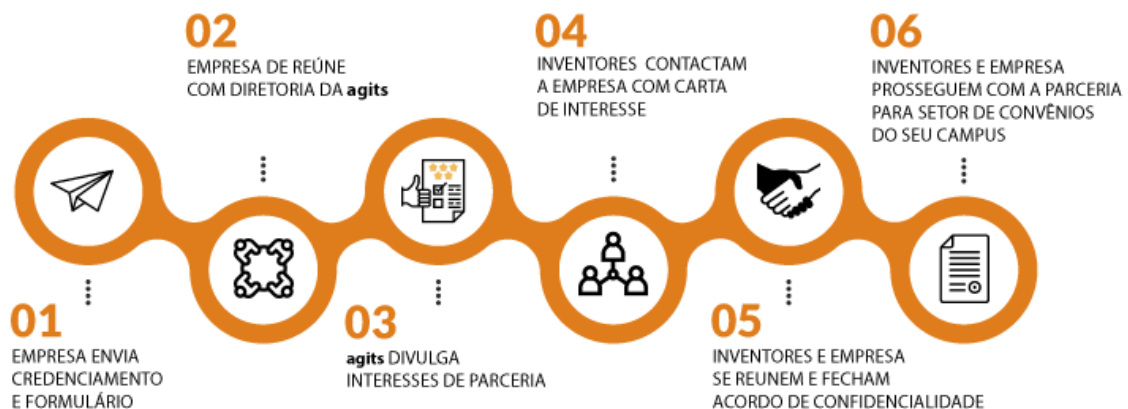 01
EMPRESA ENVIA
CREDENCIAMENTO
E FORMULÁRIO
02
EMPRESA DE REÚNE
COM DIRETORIA DA agits
03
agits DIVULGA
INTERESSES DE PARCERIA
04
INVENTORES CONTACTAM
A EMPRESA COM CARTA
DE INTERESSE
05
INVENTORES E EMPRESA
SE REUNEM E FECHAM
ACORDO DE CONFIDENCIALIDADE
06
INVENTORES E EMPRESA
PROSSEGUEM COM A PARCERIA
PARA SETOR DE CONVÊNIOS
DO SEU CAMPUS